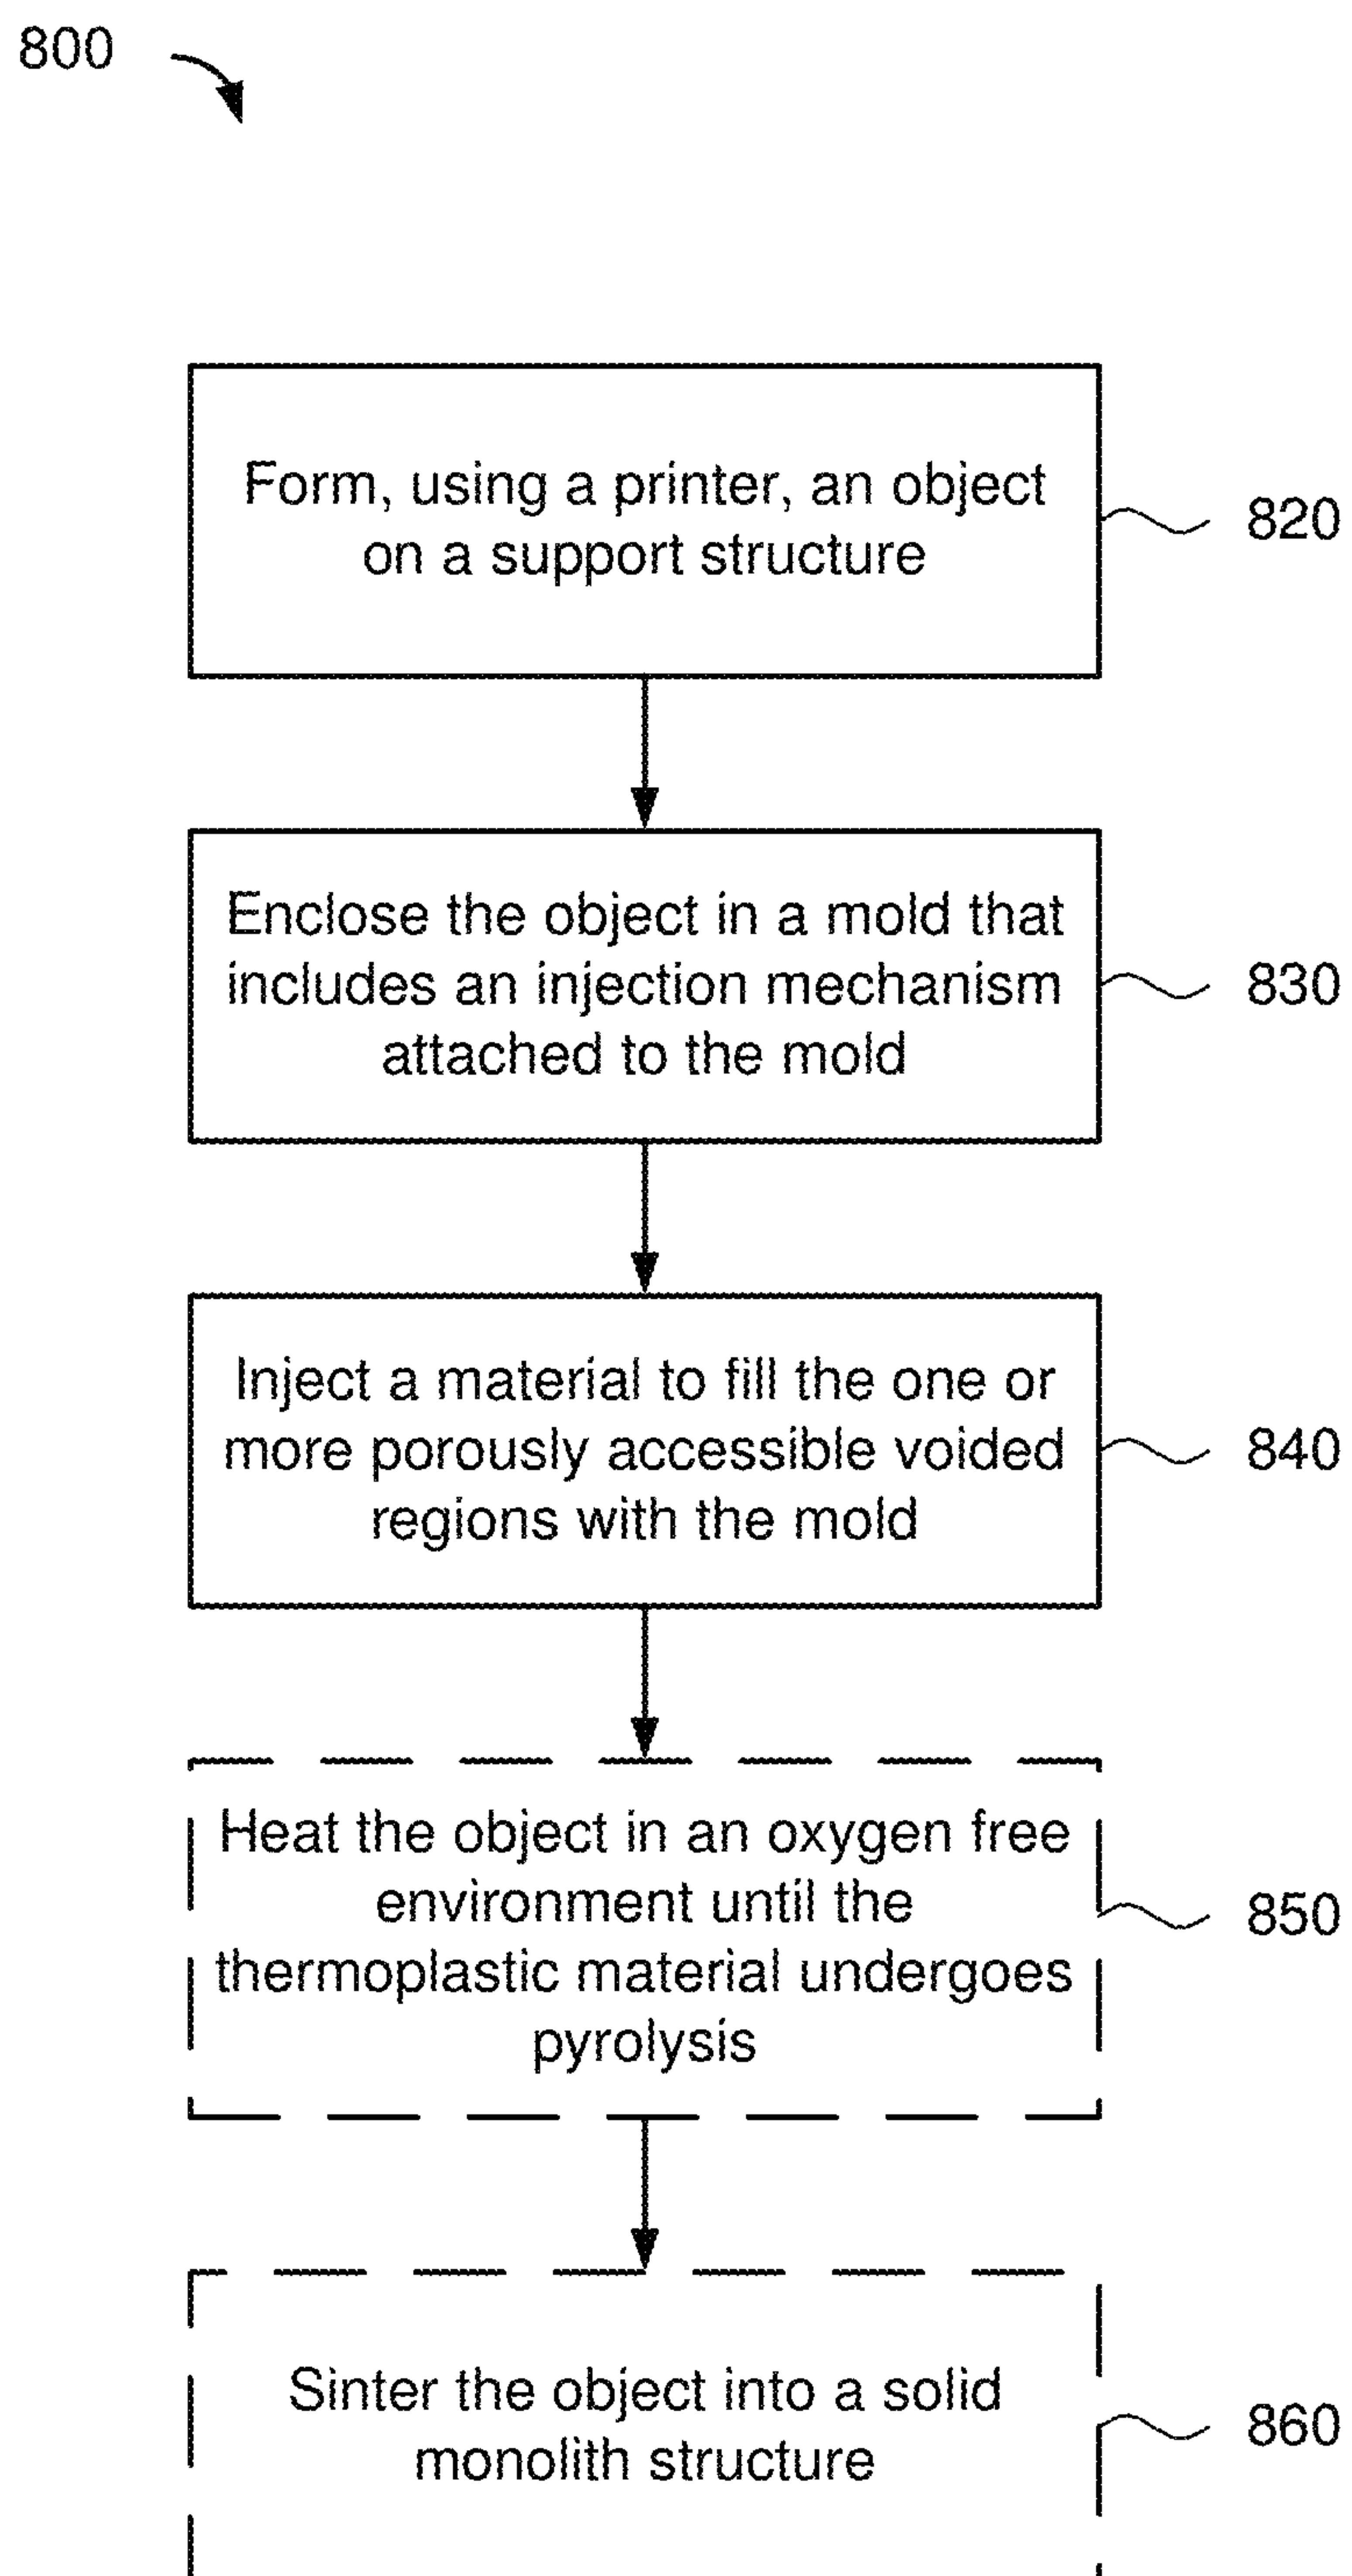 800
Form, using a printer, an object
on a support structure
820
Enclose the object in a mold that
includes an injection mechanism
attached to the mold
830
Inject a material to fill the one or
more porously accessible voided
regions with the mold
840
Heat the object in an oxygen free
environment until the
thermoplastic material undergoes
pyrolysis
850
Sinter the object into a solid
monolith structure
860